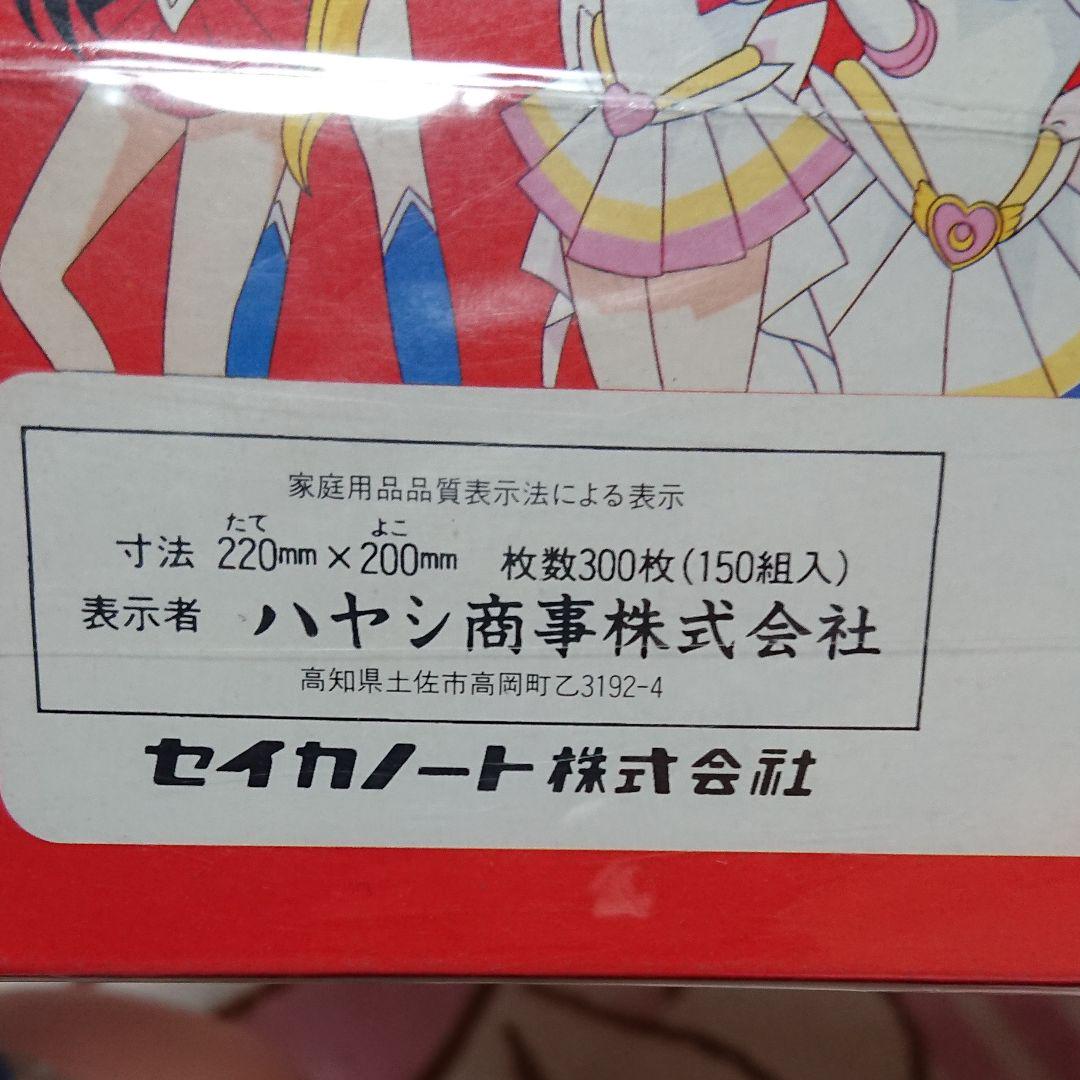 家庭用品品質表示法による表示
たて よこ
寸法 220mm×200mm 枚数300枚(150組入)
表示者 ハヤシ商事株式会社
高知県土佐市高岡町乙3192-4
セイカノート株式会社